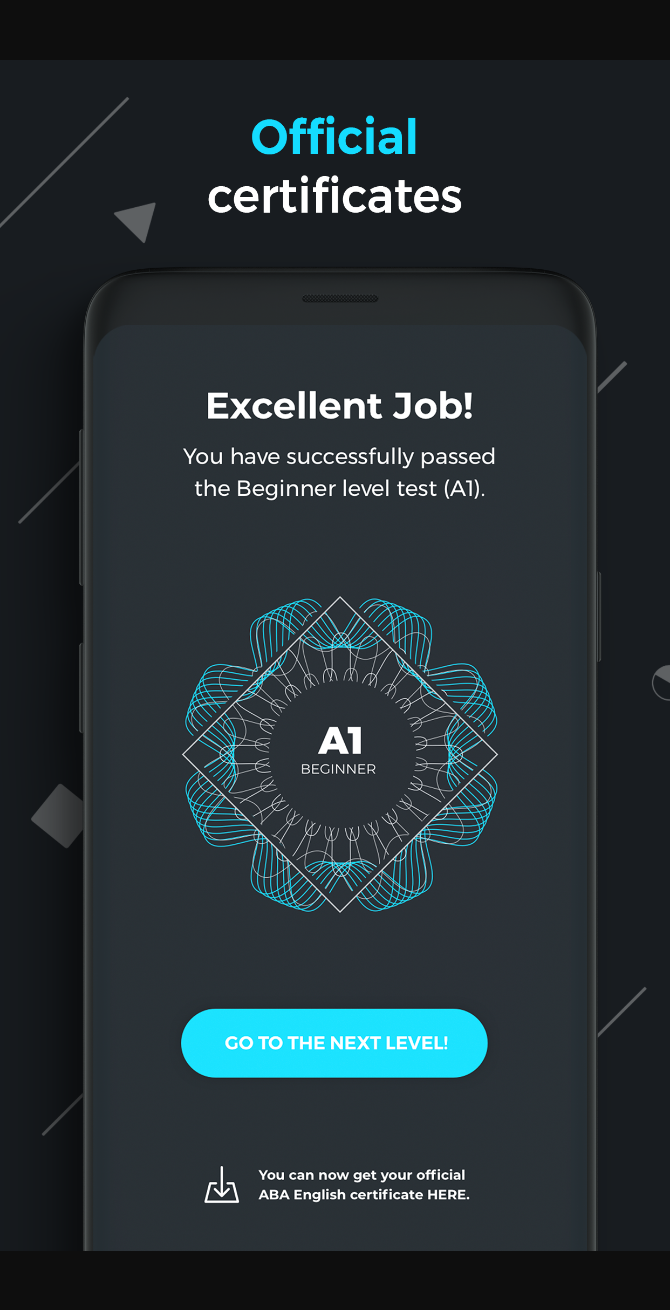 Official
certificates
Excellent Job!
You have successfully passed
the Beginner level test (A1).
A1
BEGINNER
GO TO THE NEXT LEVEL!
You can now get your official
ABA English certificate HERE.